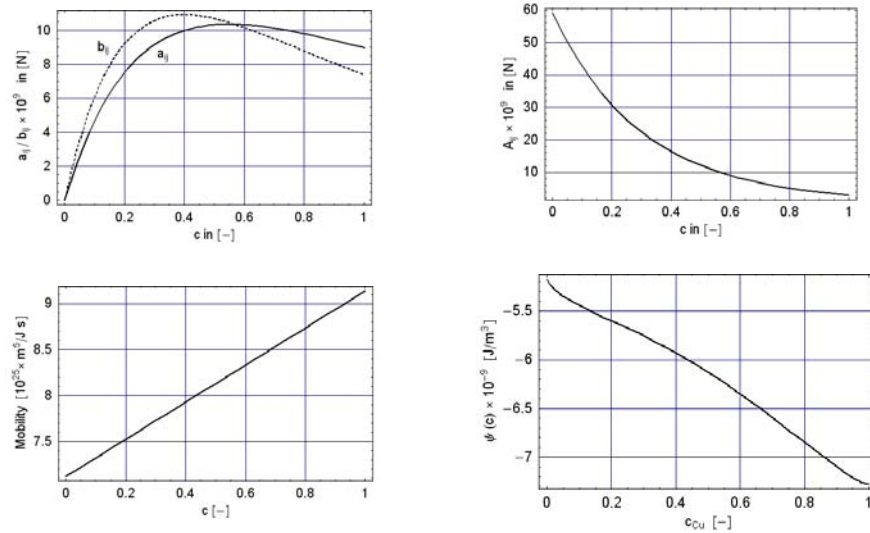 a_ij / b_ij × 10^9 in [N]
10
8
6
4
2
0
b_ij
a_ij
0 0.2 0.4 0.6 0.8 1
c in [−]
A_ij × 10^9 in [N]
60
50
40
30
20
10
0 0.2 0.4 0.6 0.8 1
c in [−]
Mobility [10^25 × m^5/J s]
9
8.5
8
7.5
0 0.2 0.4 0.6 0.8 1
c [−]
ψ (c) × 10^−9 [J/m^3]
−5.5
−6
−6.5
−7
0 0.2 0.4 0.6 0.8 1
c_Cu [−]